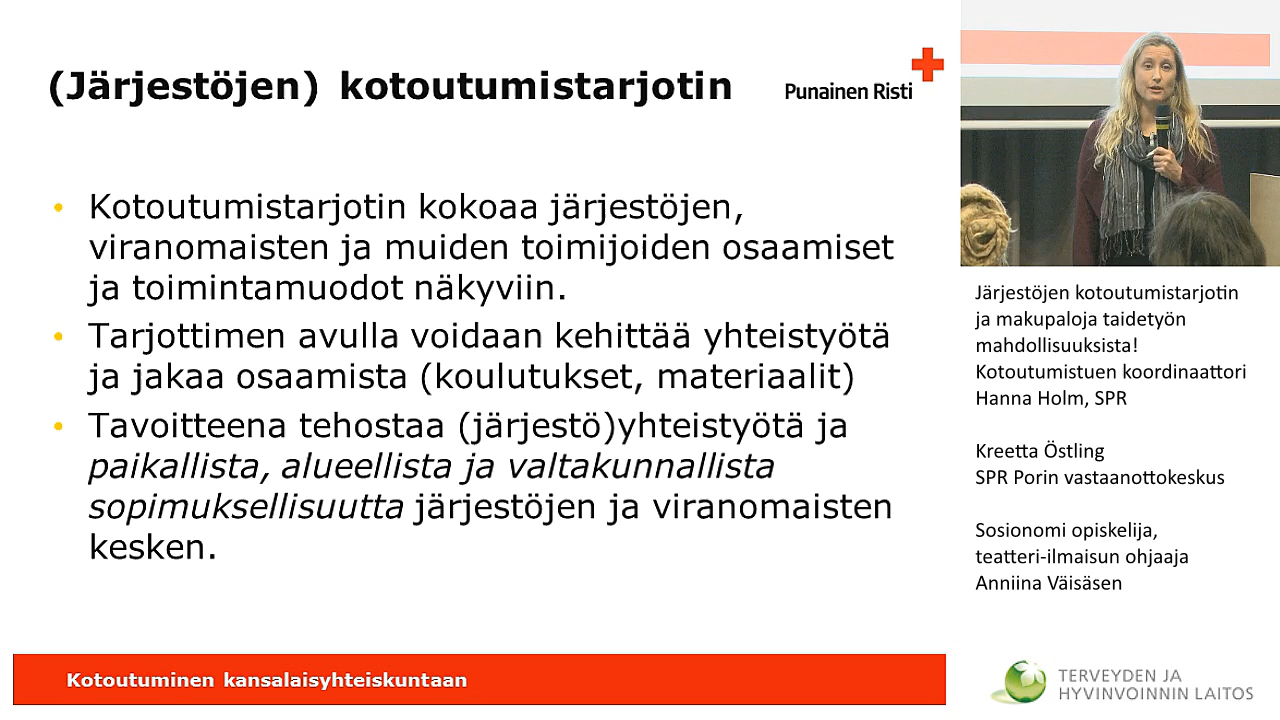 (Järjestöjen) kotoutumistarjotin
Punainen Risti
• Kotoutumistarjotin kokoaa järjestöjen,
viranomaisten ja muiden toimijoiden osaamiset
ja toimintamuodot näkyviin.
• Tarjottimen avulla voidaan kehittää yhteistyötä
ja jakaa osaamista (koulutukset, materiaalit)
• Tavoitteena tehostaa (järjestö)yhteistyötä ja
paikallista, alueellista ja valtakunnallista
sopimuksellisuutta järjestöjen ja viranomaisten
kesken.
Kotoutuminen kansalaisyhteiskuntaan
Järjestöjen kotoutumistarjotin
ja makupaloja taidetyön
mahdollisuuksista!
Kotoutumistuen koordinaattori
Hanna Holm, SPR
Kreetta Östling
SPR Porin vastaanottokeskus
Sosionomi opiskelija,
teatteri-ilmaisun ohjaaja
Anniina Väisäsen
TERVEYDEN JA
HYVINVOINNIN LAITOS